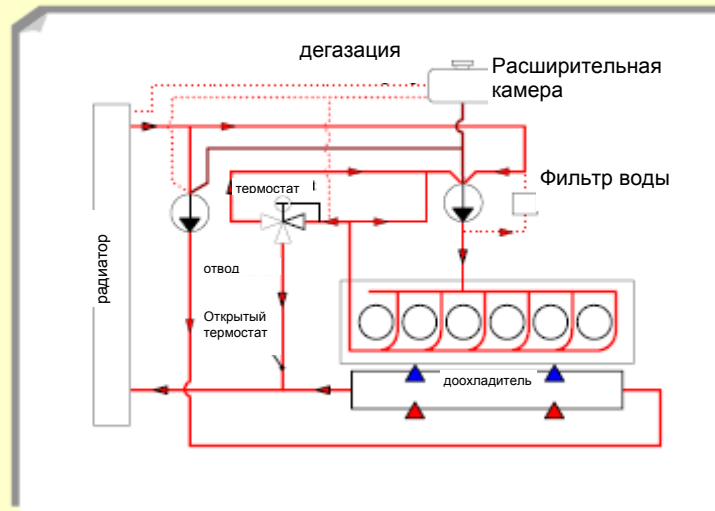 дегазация
Расширительная
камера
Фильтр воды
термостат
радиатор
отвод
Открытый
термостат
доохладитель